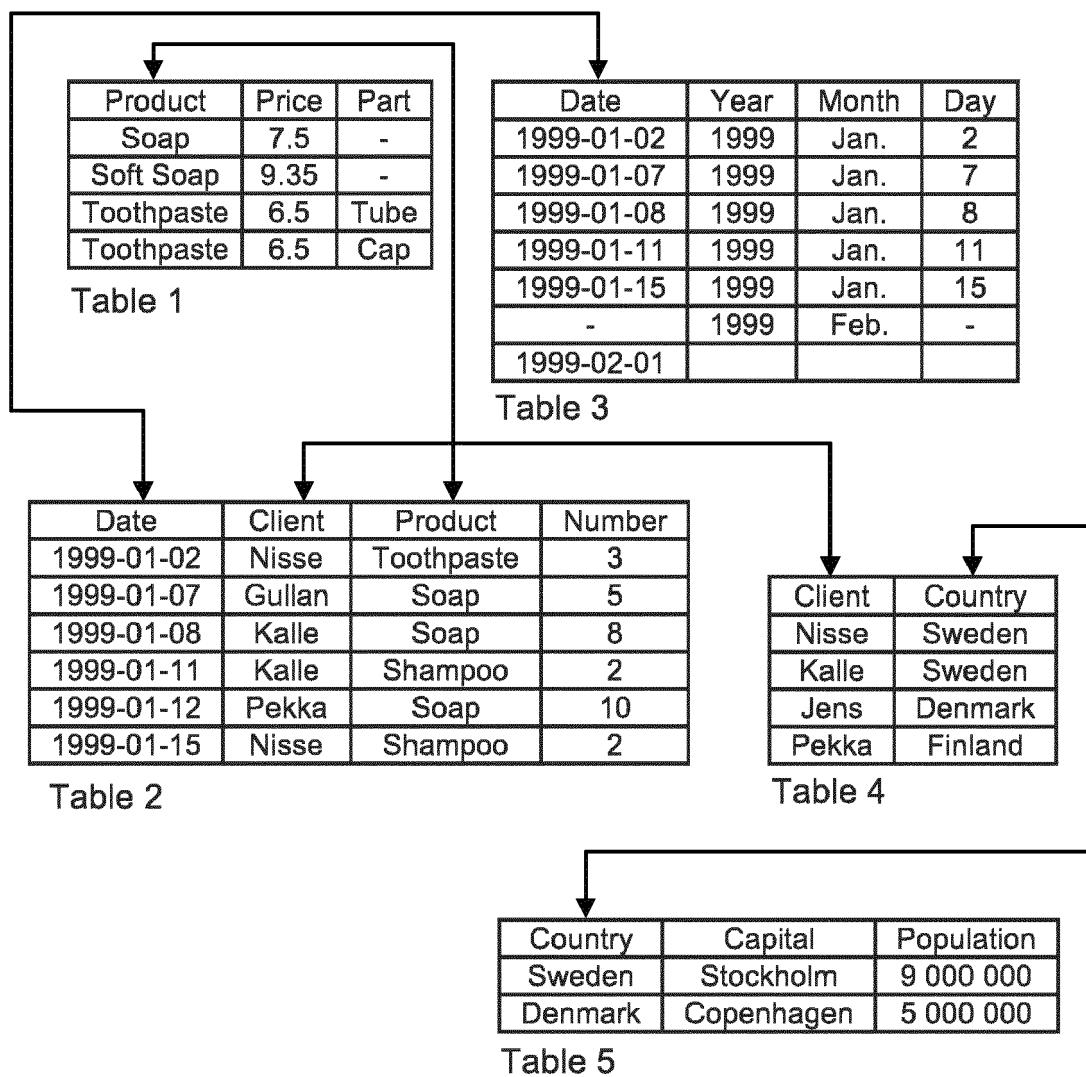 Product Price Part
Soap 7.5 -
Soft Soap 9.35 -
Toothpaste 6.5 Tube
Toothpaste 6.5 Cap
Table 1
Date Year Month Day
1999-01-02 1999 Jan. 2
1999-01-07 1999 Jan. 7
1999-01-08 1999 Jan. 8
1999-01-11 1999 Jan. 11
1999-01-15 1999 Jan. 15
- 1999 Feb. -
1999-02-01
Table 3
Date Client Product Number
1999-01-02 Nisse Toothpaste 3
1999-01-07 Gullan Soap 5
1999-01-08 Kalle Soap 8
1999-01-11 Kalle Shampoo 2
1999-01-12 Pekka Soap 10
1999-01-15 Nisse Shampoo 2
Table 2
Client Country
Nisse Sweden
Kalle Sweden
Jens Denmark
Pekka Finland
Table 4
Country Capital Population
Sweden Stockholm 9 000 000
Denmark Copenhagen 5 000 000
Table 5